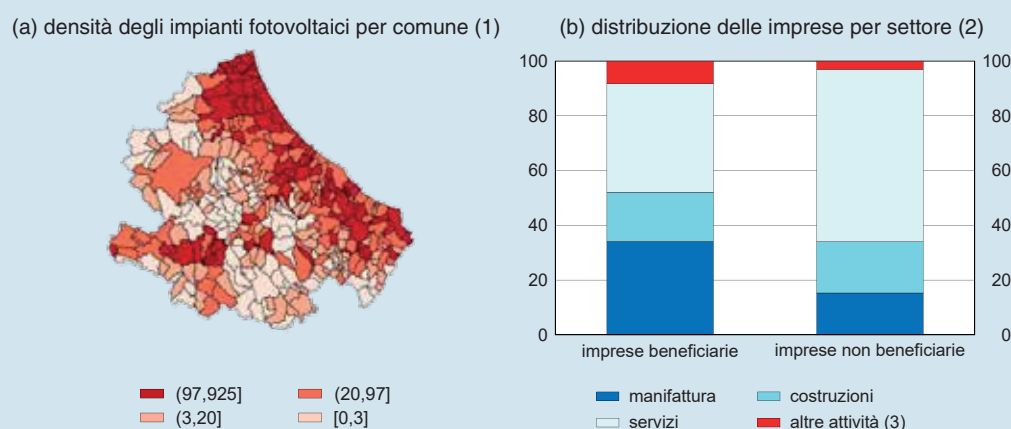 (a) densità degli impianti fotovoltaici per comune (1)
(97,925]
(20,97]
(3,20]
[0,3]
(b) distribuzione delle imprese per settore (2)
100
100
80
80
60
60
40
40
20
20
0
0
imprese beneficiarie
imprese non beneficiarie
manifattura
costruzioni
servizi
altre attività (3)